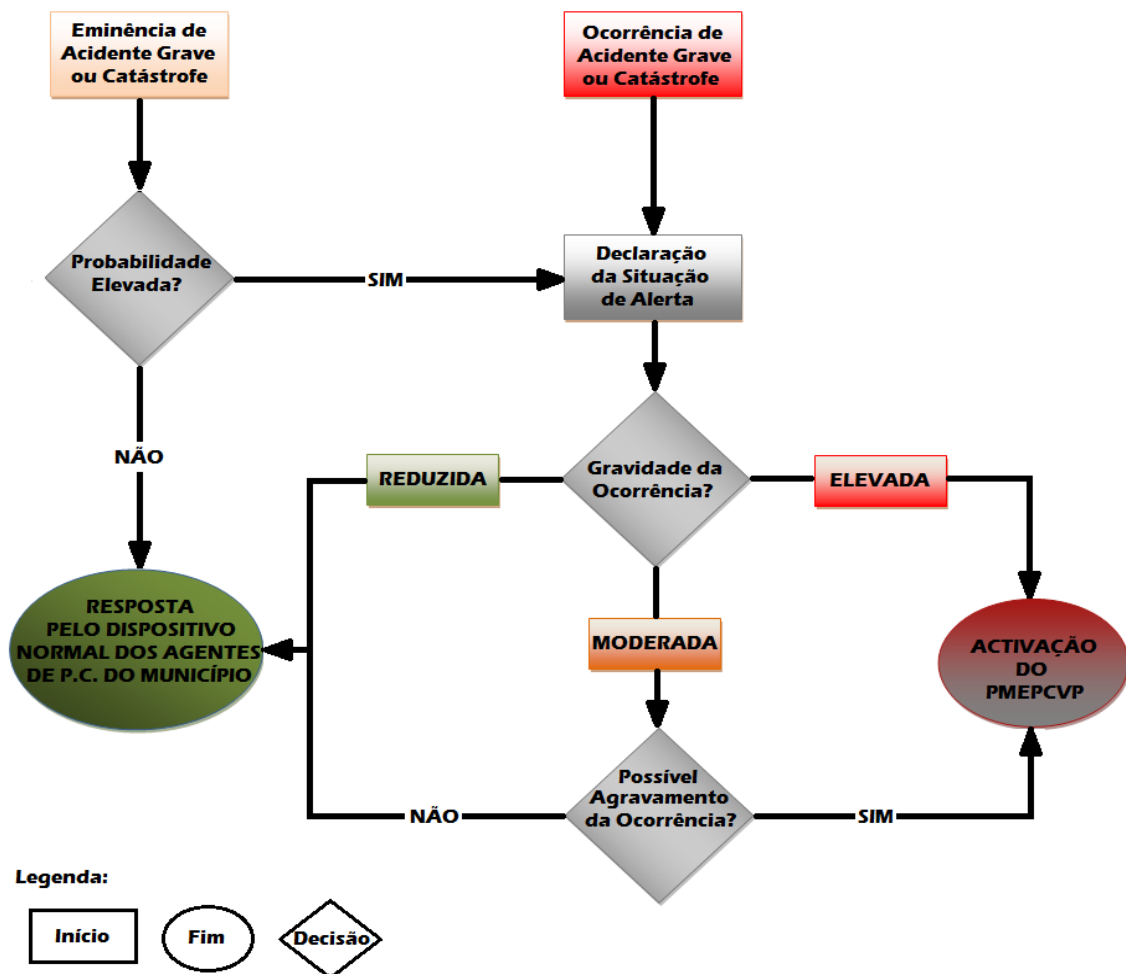 Eminência de
Acidente Grave
ou Catástrofe
Ocorrência de
Acidente Grave
ou Catástrofe
Probabilidade
Elevada?
SIM
Declaração
da Situação
de Alerta
NÃO
REDUZIDA
Gravidade da
Ocorrência?
ELEVADA
RESPOSTA
PELO DISPOSITIVO
NORMAL DOS AGENTES
DE P.C. DO MUNICÍPIO
MODERADA
ACTIVAÇÃO
DO
PMEPCVP
Possível
Agravamento
da Ocorrência?
NÃO
SIM
Legenda:
Início
Fim
Decisão